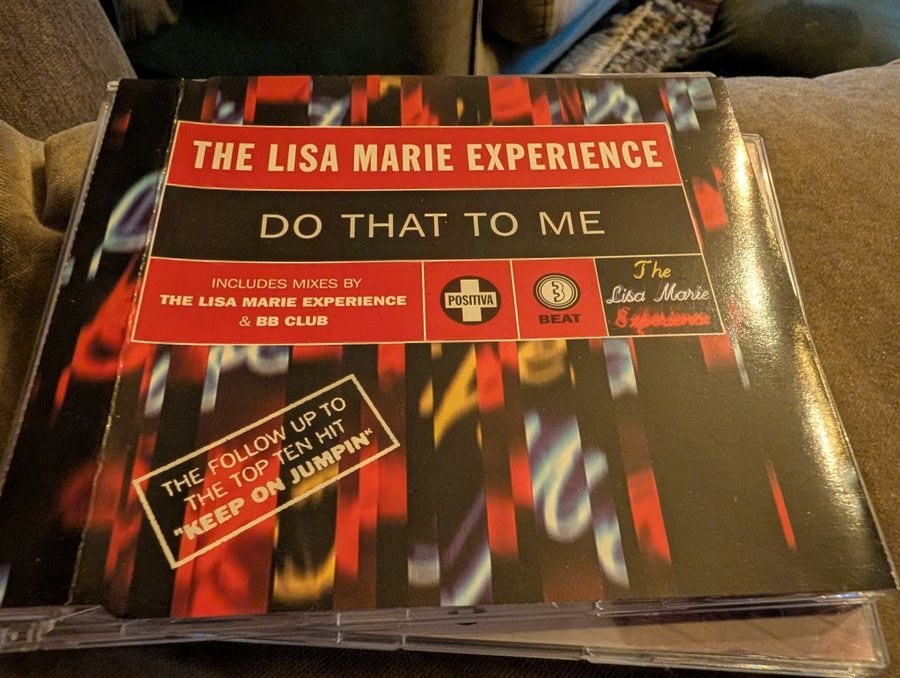 THE LISA MARIE EXPERIENCE
DO THAT TO ME
INCLUDES MIXES BY
THE LISA MARIE EXPERIENCE
& BB CLUB
POSITIVA
3
BEAT
The
Lisa Marie
Experience
THE FOLLOW UP TO
THE TOP TEN HIT
"KEEP ON JUMPIN"